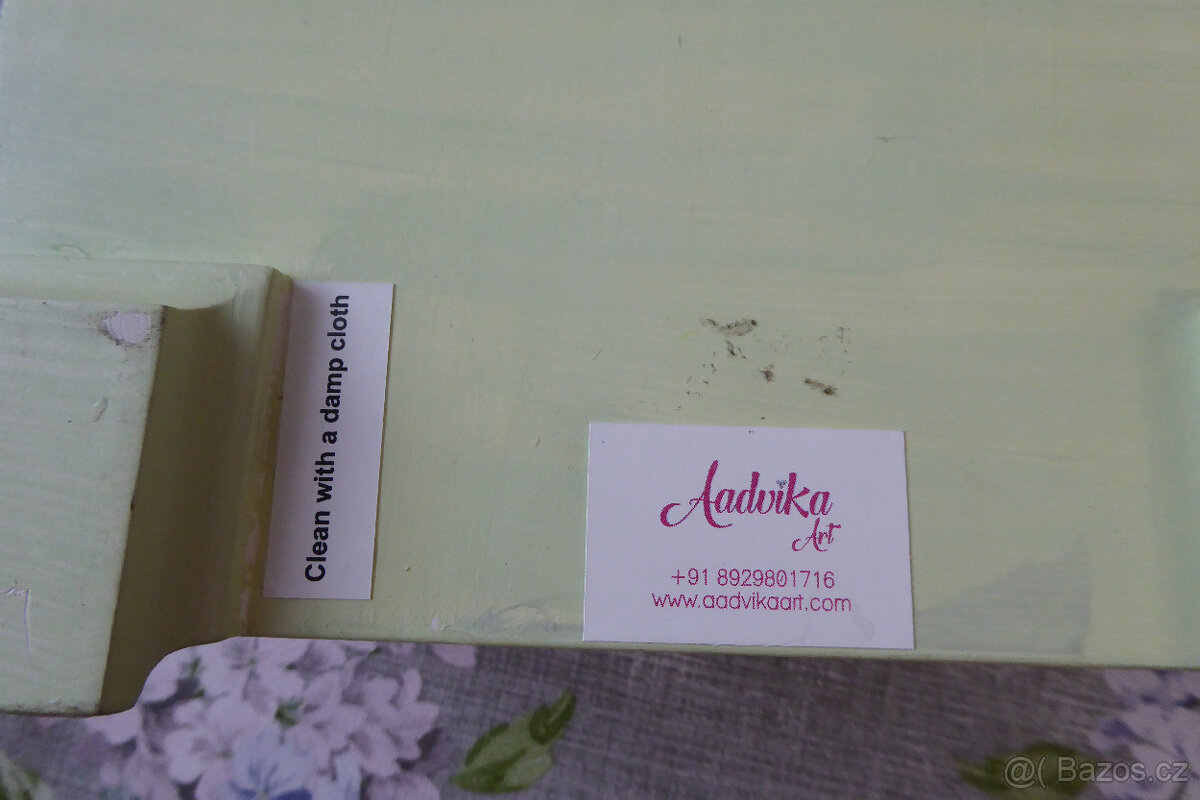 Clean with a damp cloth
Aadvika
Art
+91 8929801716
www.aadvikaart.com
@( Bazos.cz